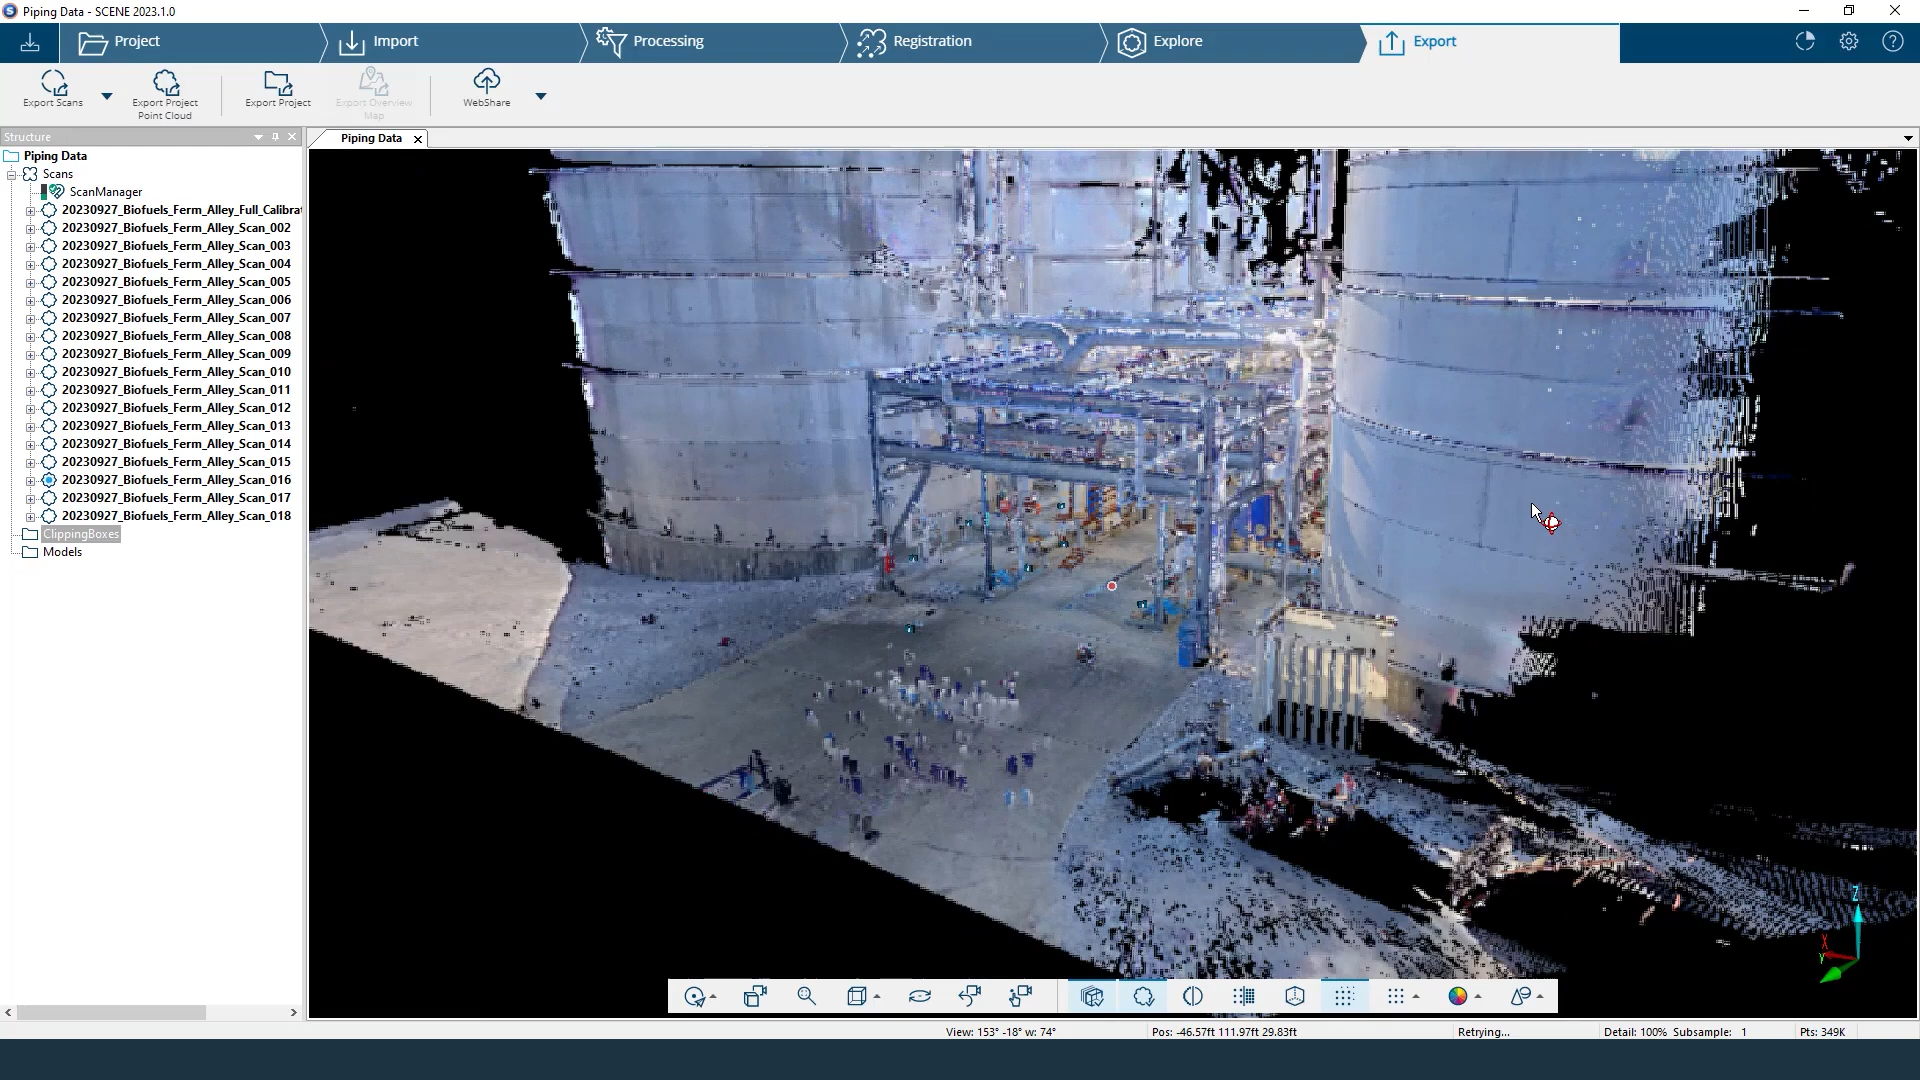 Piping Data - SCENE 2023.1.0
Project
Import
Processing
Registration
Explore
Export
Export Scans
Export Project
Point Cloud
Export Project
Export Overview
Map
WebShare
Structure
Piping Data
Piping Data
Scans
ScanManager
20230927_Biofuels_Ferm_Alley_Full_Calibrat
20230927_Biofuels_Ferm_Alley_Scan_002
20230927_Biofuels_Ferm_Alley_Scan_003
20230927_Biofuels_Ferm_Alley_Scan_004
20230927_Biofuels_Ferm_Alley_Scan_005
20230927_Biofuels_Ferm_Alley_Scan_006
20230927_Biofuels_Ferm_Alley_Scan_007
20230927_Biofuels_Ferm_Alley_Scan_008
20230927_Biofuels_Ferm_Alley_Scan_009
20230927_Biofuels_Ferm_Alley_Scan_010
20230927_Biofuels_Ferm_Alley_Scan_011
20230927_Biofuels_Ferm_Alley_Scan_012
20230927_Biofuels_Ferm_Alley_Scan_013
20230927_Biofuels_Ferm_Alley_Scan_014
20230927_Biofuels_Ferm_Alley_Scan_015
20230927_Biofuels_Ferm_Alley_Scan_016
20230927_Biofuels_Ferm_Alley_Scan_017
20230927_Biofuels_Ferm_Alley_Scan_018
ClippingBoxes
Models
Z
X
Y
View: 153° -18° w: 74°
Pos: -46.57ft 111.97ft 29.83ft
Retrying...
Detail: 100% Subsample: 1
Pts: 349K